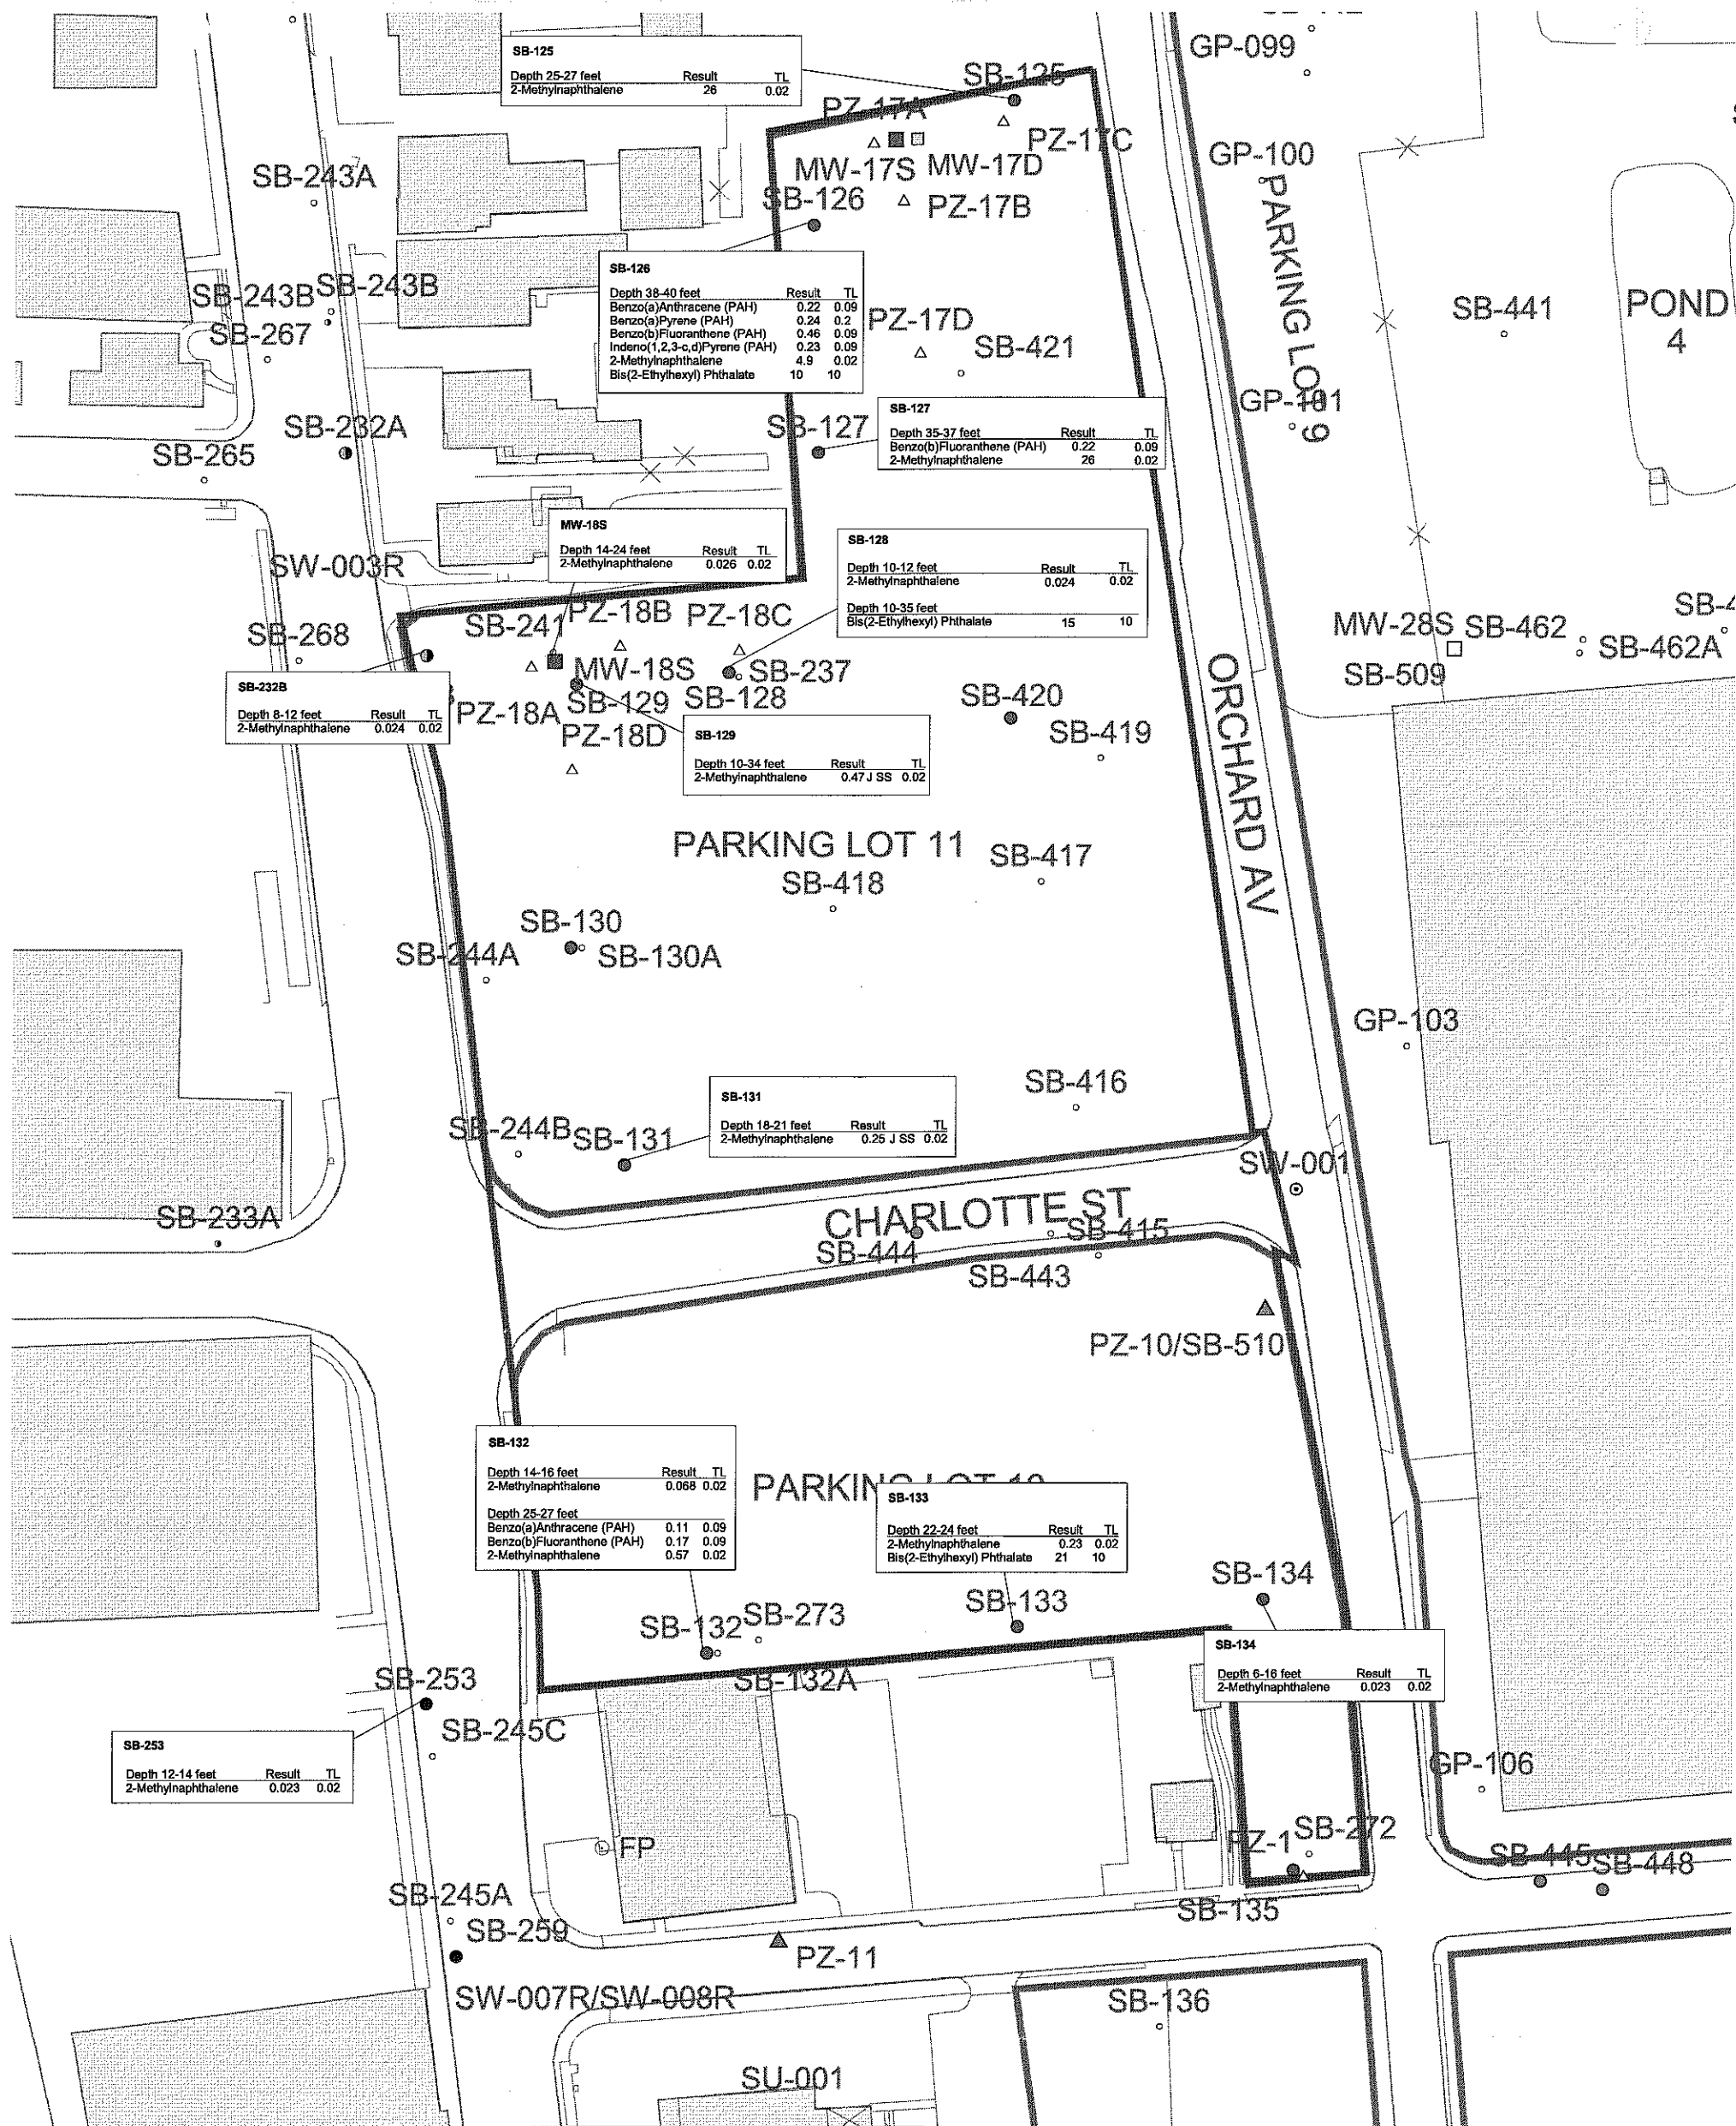 GP-099
SB-125
Depth 25-27 feet Result TL
2-Methylnaphthalene 26 0.02
SB-125
PZ-17A
PZ-17C
MW-17S MW-17D
GP-100
SB-243A
SB-126
PZ-17B
PARKING LOT 9
SB-126
Depth 38-40 feet Result TL
Benzo(a)Anthracene (PAH) 0.22 0.09
Benzo(a)Pyrene (PAH) 0.24 0.2
Benzo(b)Fluoranthene (PAH) 0.46 0.09
Indeno(1,2,3-c,d)Pyrene (PAH) 0.23 0.09
2-Methylnaphthalene 4.9 0.02
Bis(2-Ethylhexyl) Phthalate 10 10
SB-243B
SB-243B
SB-267
PZ-17D
SB-421
SB-441
POND
4
GP-101
SB-232A
SB-265
SB-127
SB-127
Depth 35-37 feet Result TL
Benzo(b)Fluoranthene (PAH) 0.22 0.09
2-Methylnaphthalene 26 0.02
MW-18S
Depth 14-24 feet Result TL
2-Methylnaphthalene 0.026 0.02
SB-128
Depth 10-12 feet Result TL
2-Methylnaphthalene 0.024 0.02
Depth 10-35 feet
Bis(2-Ethylhexyl) Phthalate 15 10
SW-003R
SB-268
SB-241
PZ-18B PZ-18C
MW-28S SB-462
SB-462A
SB-509
MW-18S
SB-237
SB-129 SB-128
SB-232B
Depth 8-12 feet Result TL
2-Methylnaphthalene 0.024 0.02
PZ-18A
PZ-18D
SB-420
SB-419
ORCHARD AV
SB-129
Depth 10-34 feet Result TL
2-Methylnaphthalene 0.47 J SS 0.02
PARKING LOT 11
SB-417
SB-418
SB-130
SB-244A
SB-130A
GP-103
SB-416
SB-131
Depth 18-21 feet Result TL
2-Methylnaphthalene 0.25 J SS 0.02
SB-244B
SB-131
SW-001
SB-233A
CHARLOTTE ST
SB-415
SB-444
SB-443
PZ-10/SB-510
SB-132
Depth 14-16 feet Result TL
2-Methylnaphthalene 0.068 0.02
Depth 25-27 feet
Benzo(a)Anthracene (PAH) 0.11 0.09
Benzo(b)Fluoranthene (PAH) 0.17 0.09
2-Methylnaphthalene 0.57 0.02
PARKING LOT 10
SB-133
Depth 22-24 feet Result TL
2-Methylnaphthalene 0.23 0.02
Bis(2-Ethylhexyl) Phthalate 21 10
SB-134
SB-133
SB-132
SB-273
SB-132A
SB-134
Depth 6-16 feet Result TL
2-Methylnaphthalene 0.023 0.02
SB-253
SB-245C
SB-253
Depth 12-14 feet Result TL
2-Methylnaphthalene 0.023 0.02
GP-106
FP
PZ-1
SB-272
SB-445
SB-448
SB-245A
SB-259
SB-135
PZ-11
SW-007R/SW-008R
SB-136
SU-001